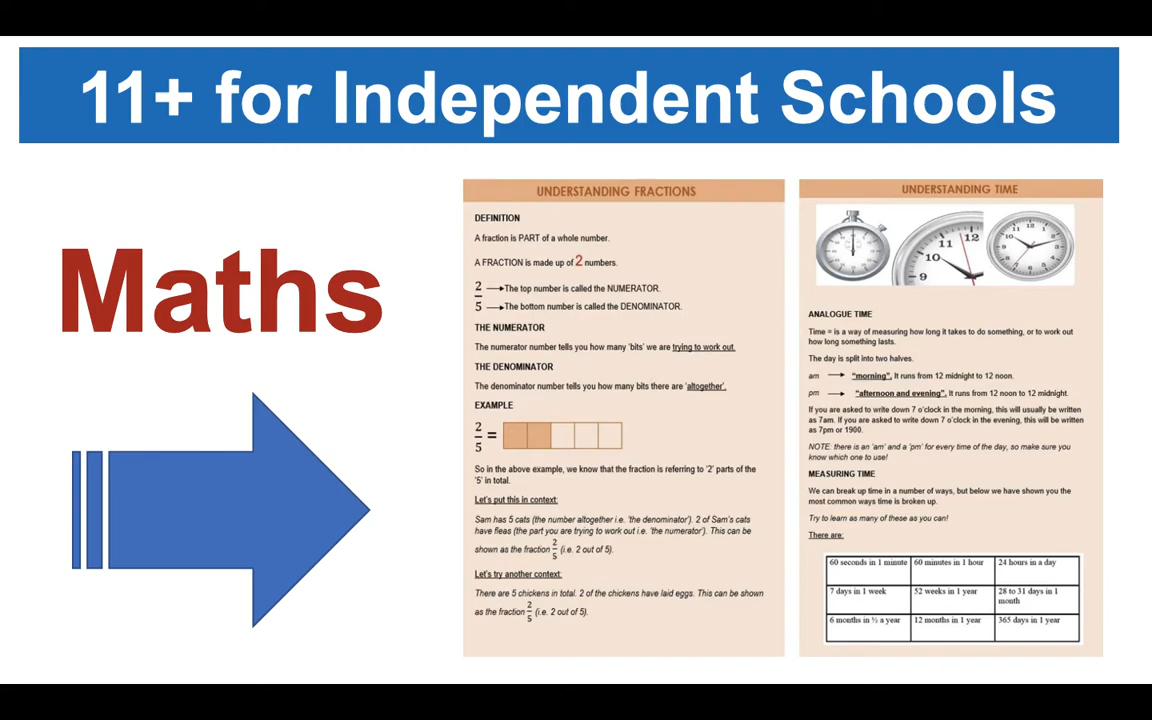 11+ for Independent Schools
Maths
UNDERSTANDING FRACTIONS
DEFINITION
A fraction is PART of a whole number.
A FRACTION is made up of 2 numbers.
2
The top number is called the NUMERATOR.
5
The bottom number is called the DENOMINATOR.
THE NUMERATOR
The numerator number tells you how many 'bits' we are trying to work out.
THE DENOMINATOR
The denominator number tells you how many bits there are 'altogether'.
EXAMPLE
2/5 =
So in the above example, we know that the fraction is referring to '2' parts of the
'5' in total.
Let's put this in context:
Sam has 5 cats (the number altogether i.e. 'the denominator'). 2 of Sam's cats
have fleas (the part you are trying to work out i.e. 'the numerator'). This can be
shown as the fraction 2/5 (i.e. 2 out of 5).
Let's try another context:
There are 5 chickens in total. 2 of the chickens have laid eggs. This can be shown
as the fraction 2/5 (i.e. 2 out of 5).
UNDERSTANDING TIME
ANALOGUE TIME
Time = is a way of measuring how long it takes to do something, or to work out
how long something lasts.
The day is split into two halves.
am "morning". It runs from 12 midnight to 12 noon.
pm "afternoon and evening". It runs from 12 noon to 12 midnight.
If you are asked to write down 7 o'clock in the morning, this will usually be written
as 7am. If you are asked to write down 7 o'clock in the evening, this will be written
as 7pm or 1900.
NOTE: there is an 'am' and a 'pm' for every time of the day, so make sure you
know which one to use!
MEASURING TIME
We can break up time in a number of ways, but below we have shown you the
most common ways time is broken up.
Try to learn as many of these as you can!
There are:
60 seconds in 1 minute 60 minutes in 1 hour 24 hours in a day
7 days in 1 week 52 weeks in 1 year 28 to 31 days in 1
month
6 months in ½ a year 12 months in 1 year 365 days in 1 year